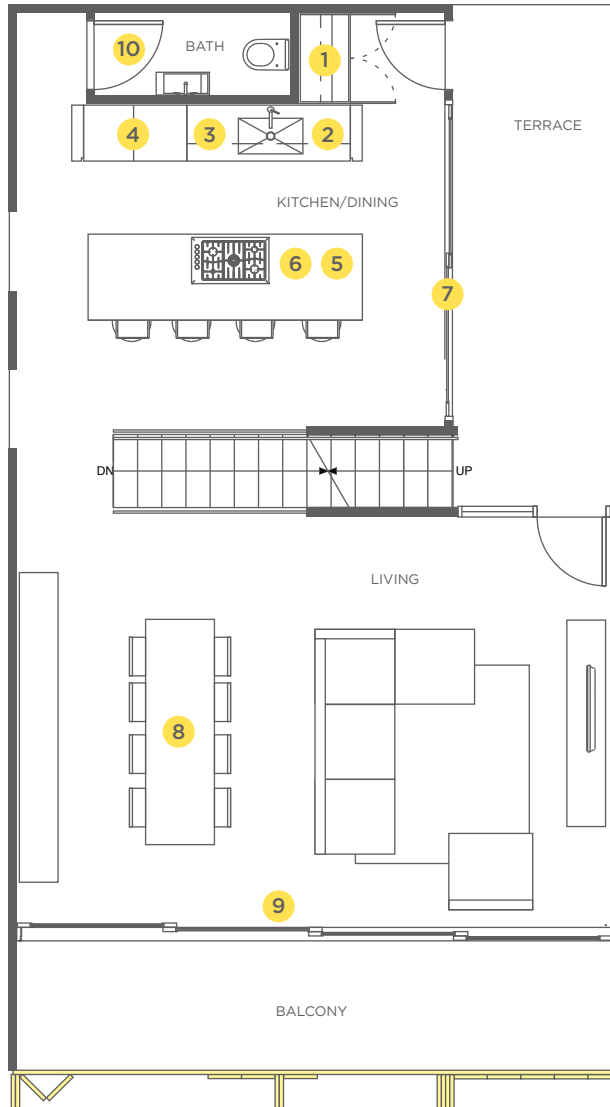 10
BATH
1
TERRACE
4
3
2
KITCHEN/DINING
6
5
7
DN
UP
LIVING
8
9
BALCONY